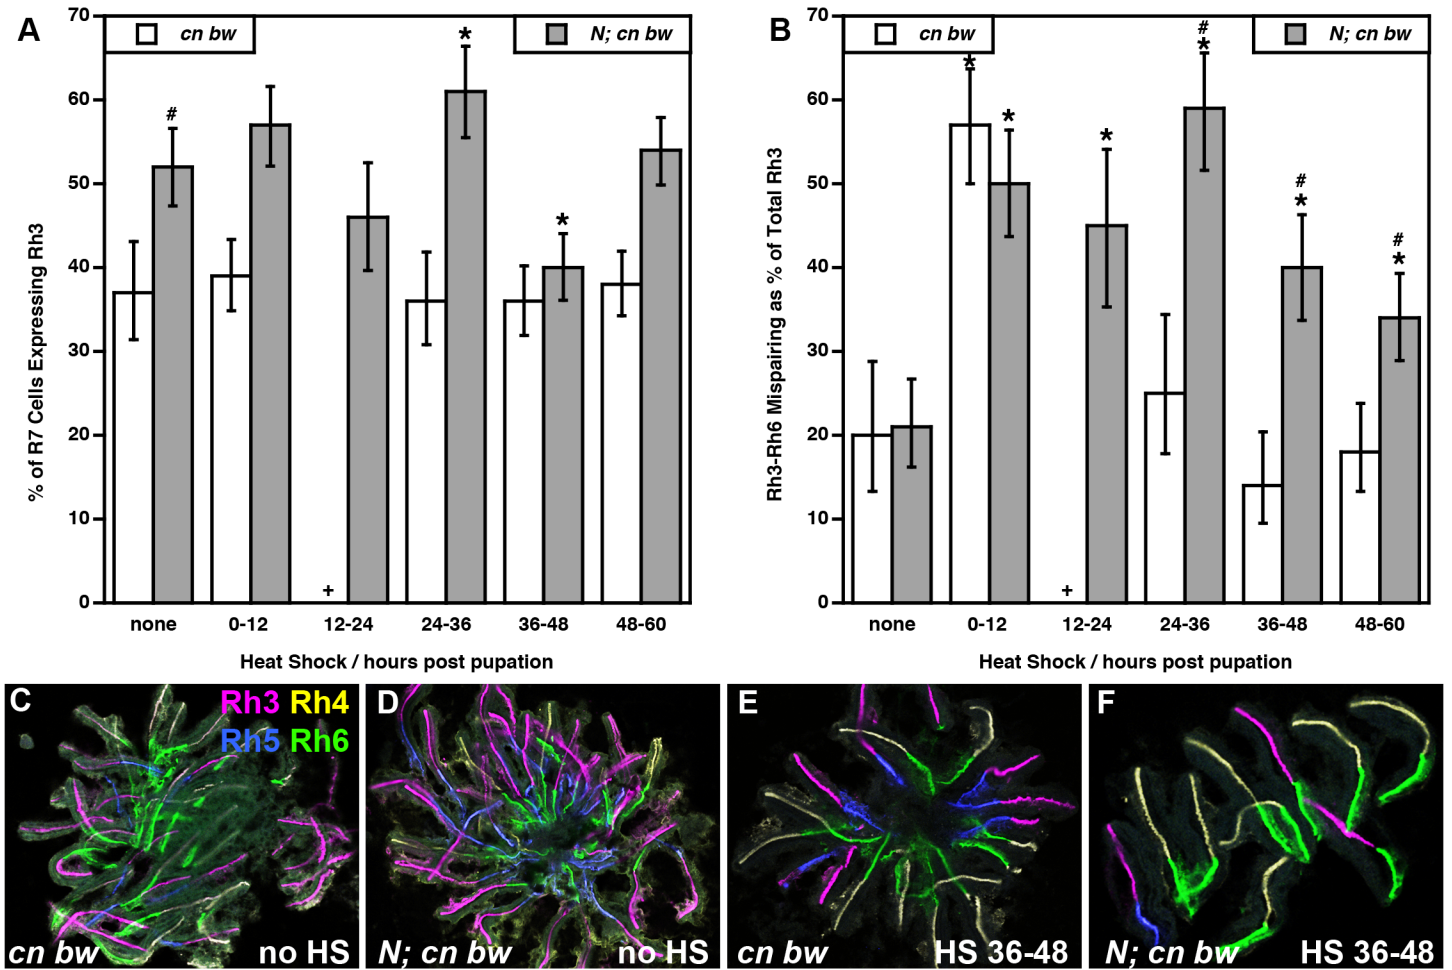 A
cn bw
N; cn bw
% of R7 Cells Expressing Rh3
70
60
50
40
30
20
10
0
#
*
*
+
none
0-12
12-24
24-36
36-48
48-60
Heat Shock / hours post pupation
B
cn bw
N; cn bw
Rh3-Rh6 Mispairing as % of Total Rh3
70
60
50
40
30
20
10
0
*
*
*
#
*
#
*
#
*
+
none
0-12
12-24
24-36
36-48
48-60
Heat Shock / hours post pupation
C
Rh3 Rh4
Rh5 Rh6
cn bw
no HS
D
N; cn bw
no HS
E
cn bw
HS 36-48
F
N; cn bw
HS 36-48